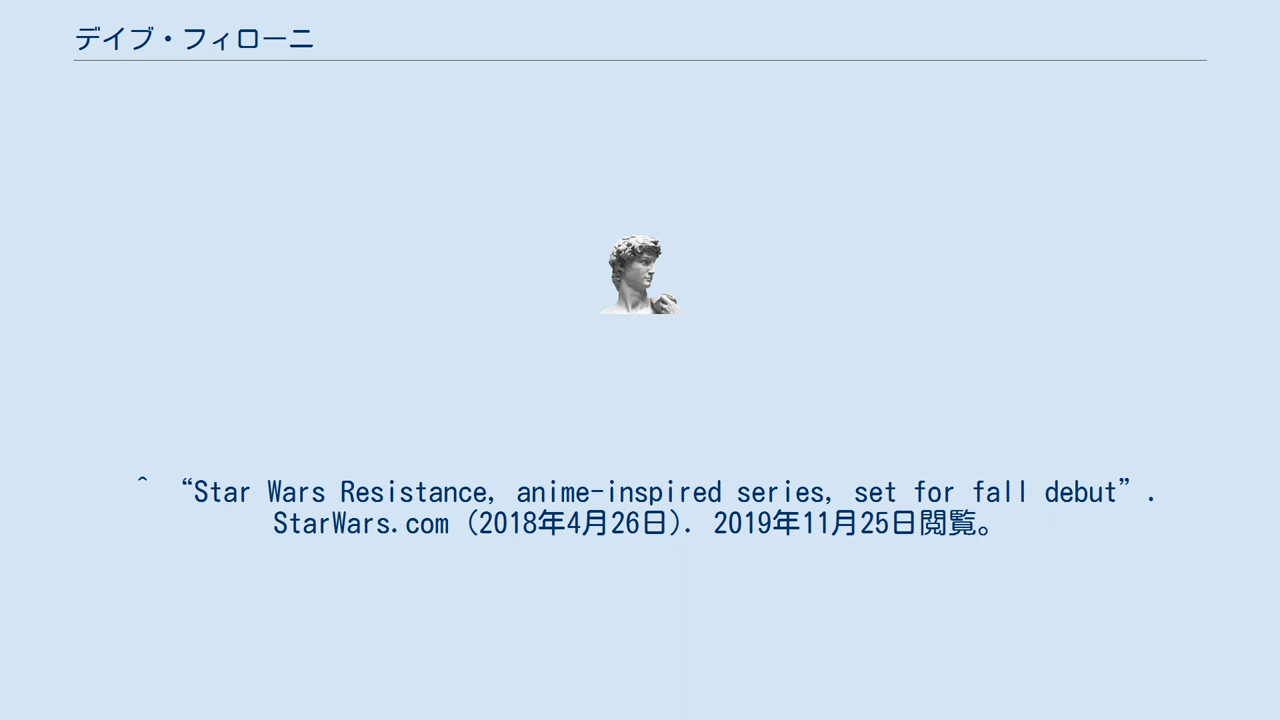 デイブ・フィローニ
^ “Star Wars Resistance, anime-inspired series, set for fall debut”.
StarWars.com (2018年4月26日). 2019年11月25日閲覧。